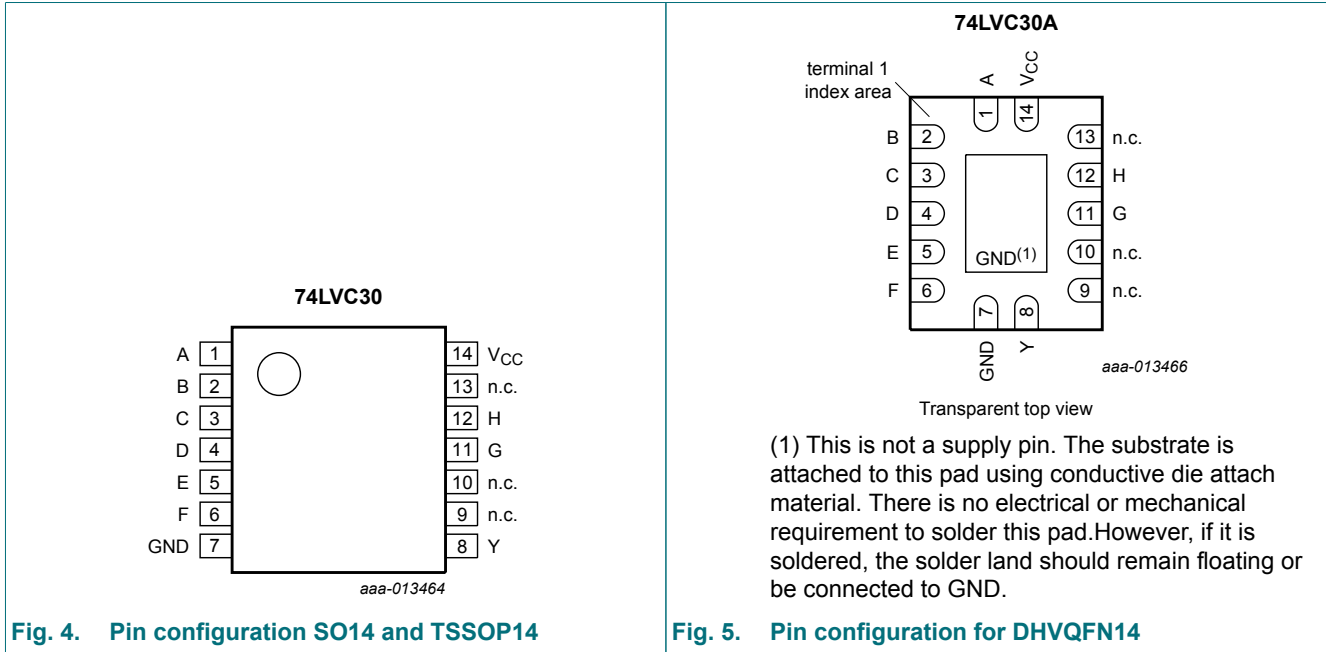 74LVC30
A 1
B 2
C 3
D 4
E 5
F 6
GND 7
14 VCC
13 n.c.
12 H
11 G
10 n.c.
9 n.c.
8 Y
aaa-013464
Fig. 4. Pin configuration SO14 and TSSOP14
74LVC30A
terminal 1
index area
A
VCC
1
14
B 2
C 3
D 4
E 5
F 6
13 n.c.
12 H
11 G
10 n.c.
9 n.c.
GND(1)
7
8
GND
Y
aaa-013466
Transparent top view
(1) This is not a supply pin. The substrate is
attached to this pad using conductive die attach
material. There is no electrical or mechanical
requirement to solder this pad.However, if it is
soldered, the solder land should remain floating or
be connected to GND.
Fig. 5. Pin configuration for DHVQFN14